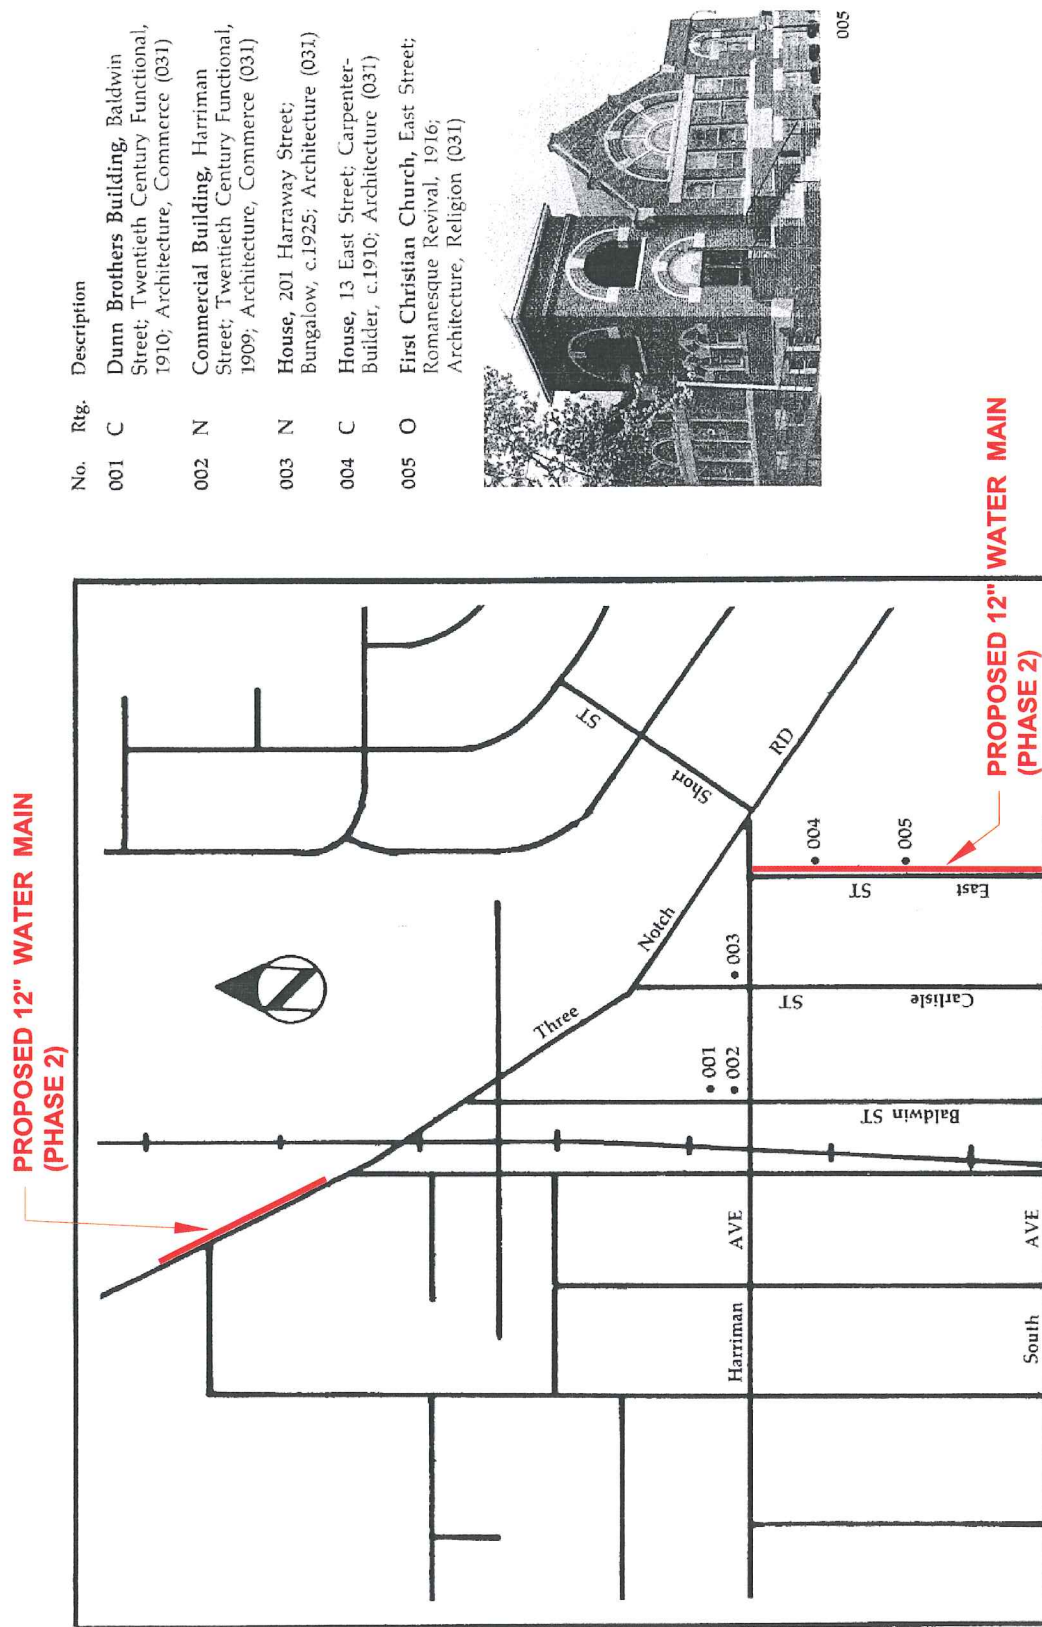 No. Rtg. Description
001 C Dunn Brothers Building, Baldwin
Street; Twentieth Century Functional,
1910; Architecture, Commerce (031)
002 N Commercial Building, Harriman
Street; Twentieth Century Functional,
1909; Architecture, Commerce (031)
003 N House, 201 Harraway Street;
Bungalow, c.1925; Architecture (031)
004 C House, 13 East Street; Carpenter-
Builder, c.1910; Architecture (031)
005 O First Christian Church, East Street;
Romanesque Revival, 1916;
Architecture, Religion (031)
005
PROPOSED 12" WATER MAIN
(PHASE 2)
PROPOSED 12" WATER MAIN
(PHASE 2)
N
Short ST
Three Notch RD
001
002
003
004
005
East ST
Carlisle ST
Baldwin ST
Harriman AVE
South AVE